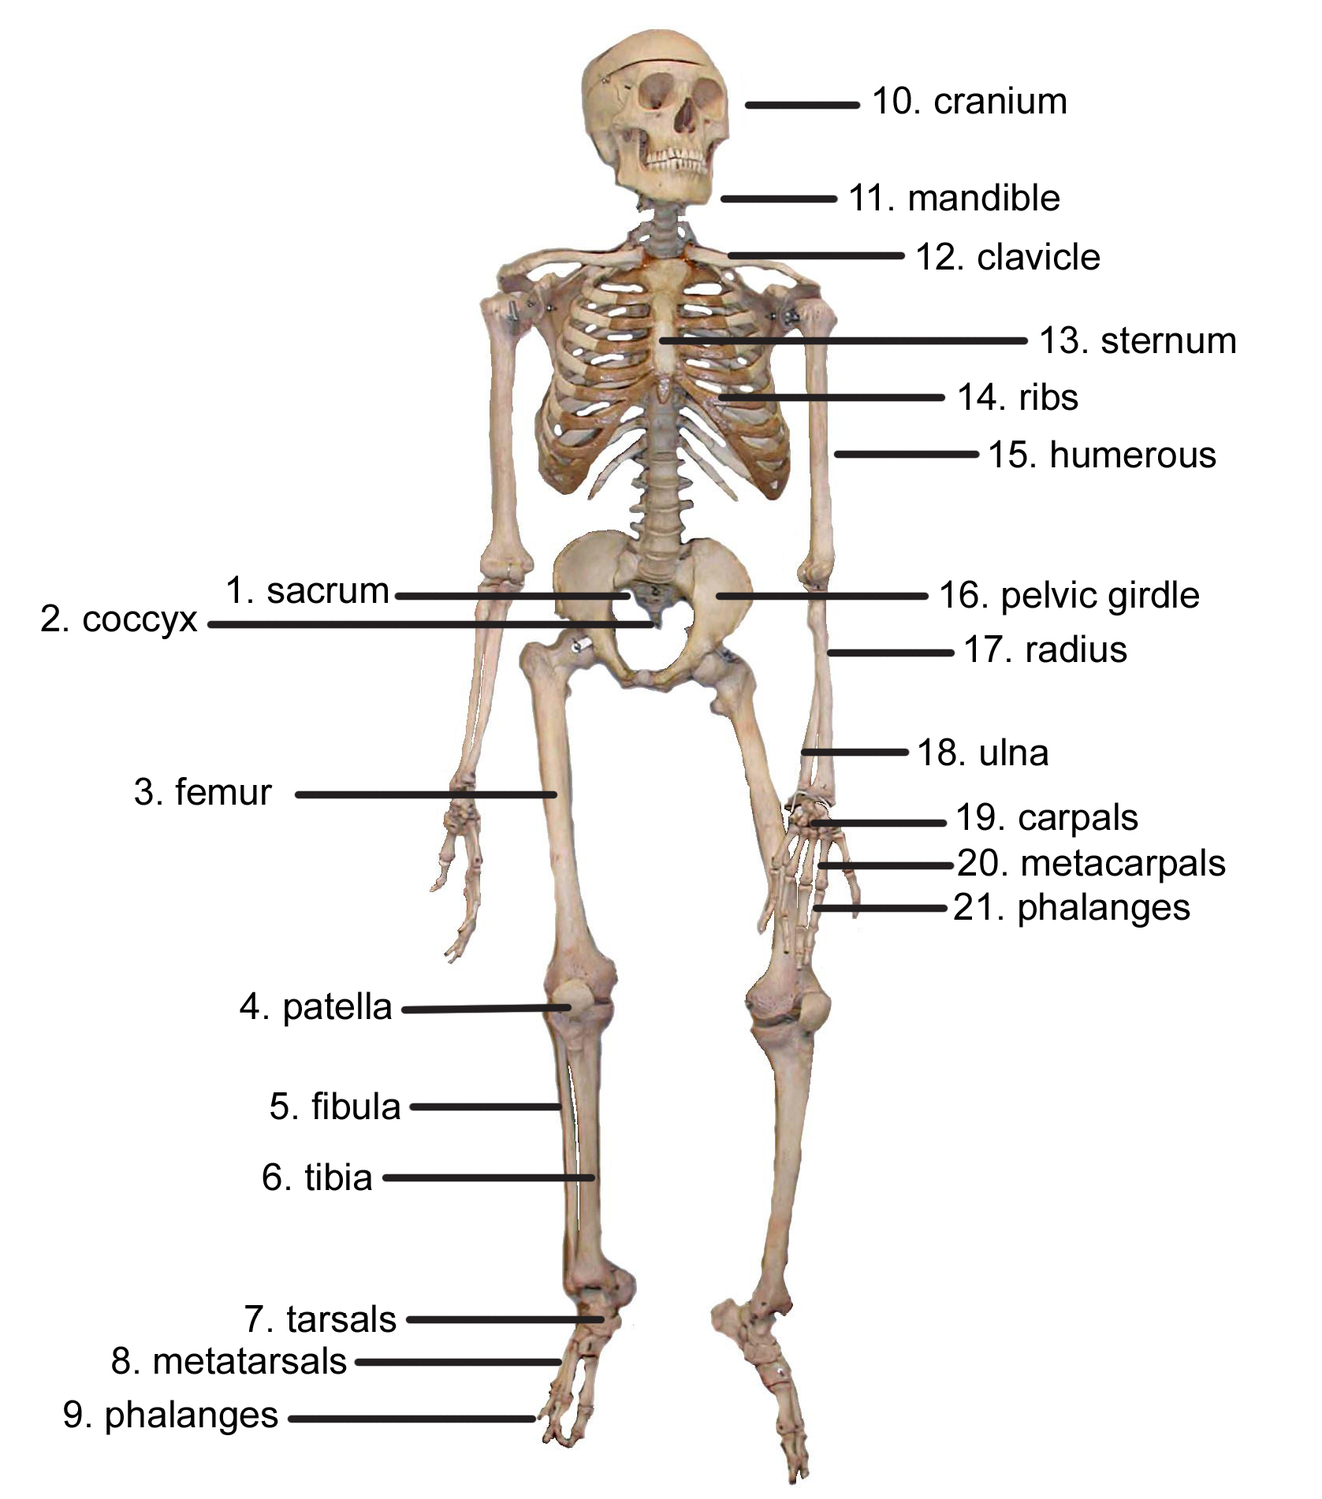 1. sacrum
2. coccyx
3. femur
4. patella
5. fibula
6. tibia
7. tarsals
8. metatarsals
9. phalanges
10. cranium
11. mandible
12. clavicle
13. sternum
14. ribs
15. humerous
16. pelvic girdle
17. radius
18. ulna
19. carpals
20. metacarpals
21. phalanges